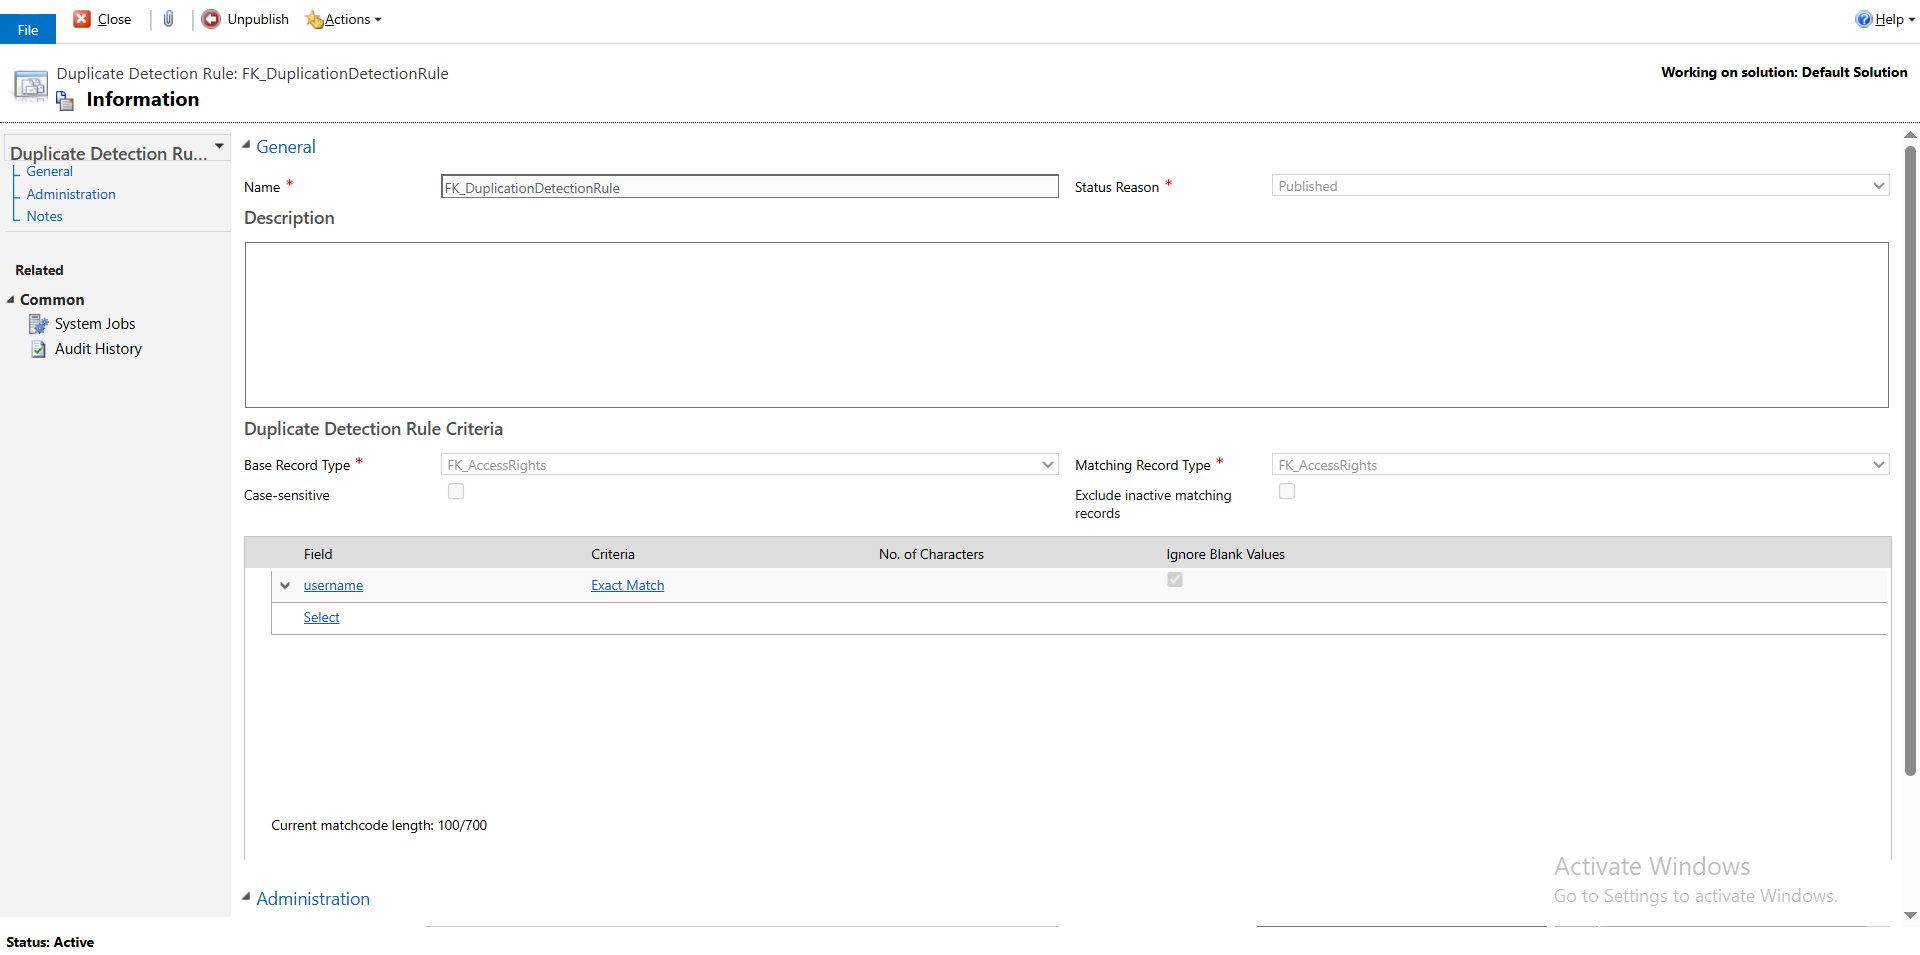 File
Close
Unpublish
Actions
Help
Duplicate Detection Rule: FK_DuplicationDetectionRule
Information
Working on solution: Default Solution
Duplicate Detection Ru...
General
Administration
Notes
Related
Common
System Jobs
Audit History
General
Name *
FK_DuplicationDetectionRule
Status Reason *
Published
Description
Duplicate Detection Rule Criteria
Base Record Type *
FK_AccessRights
Matching Record Type *
FK_AccessRights
Case-sensitive
Exclude inactive matching
records
Field Criteria No. of Characters Ignore Blank Values
username Exact Match
Select
Current matchcode length: 100/700
Administration
Activate Windows
Go to Settings to activate Windows.
Status: Active